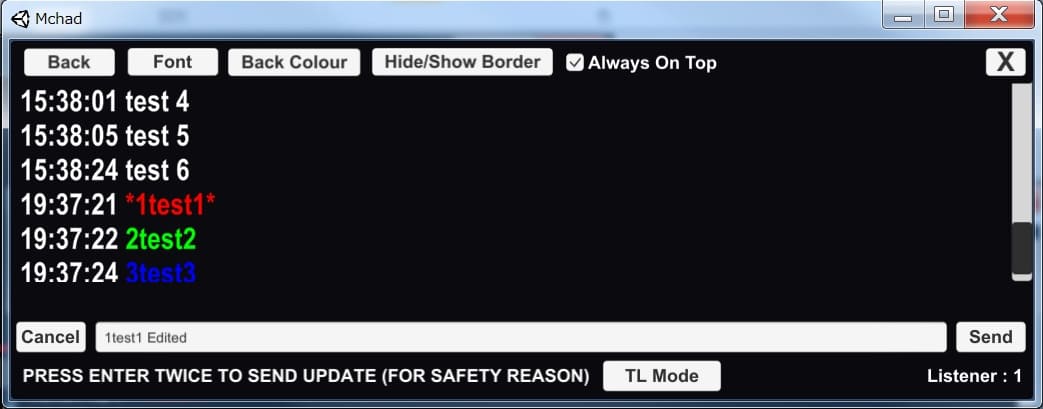 Mchad
Back Font Back Colour Hide/Show Border Always On Top X
15:38:01 test 4
15:38:05 test 5
15:38:24 test 6
19:37:21 *1test1*
19:37:22 2test2
19:37:24 3test3
Cancel 1test1 Edited Send
PRESS ENTER TWICE TO SEND UPDATE (FOR SAFETY REASON) TL Mode Listener : 1